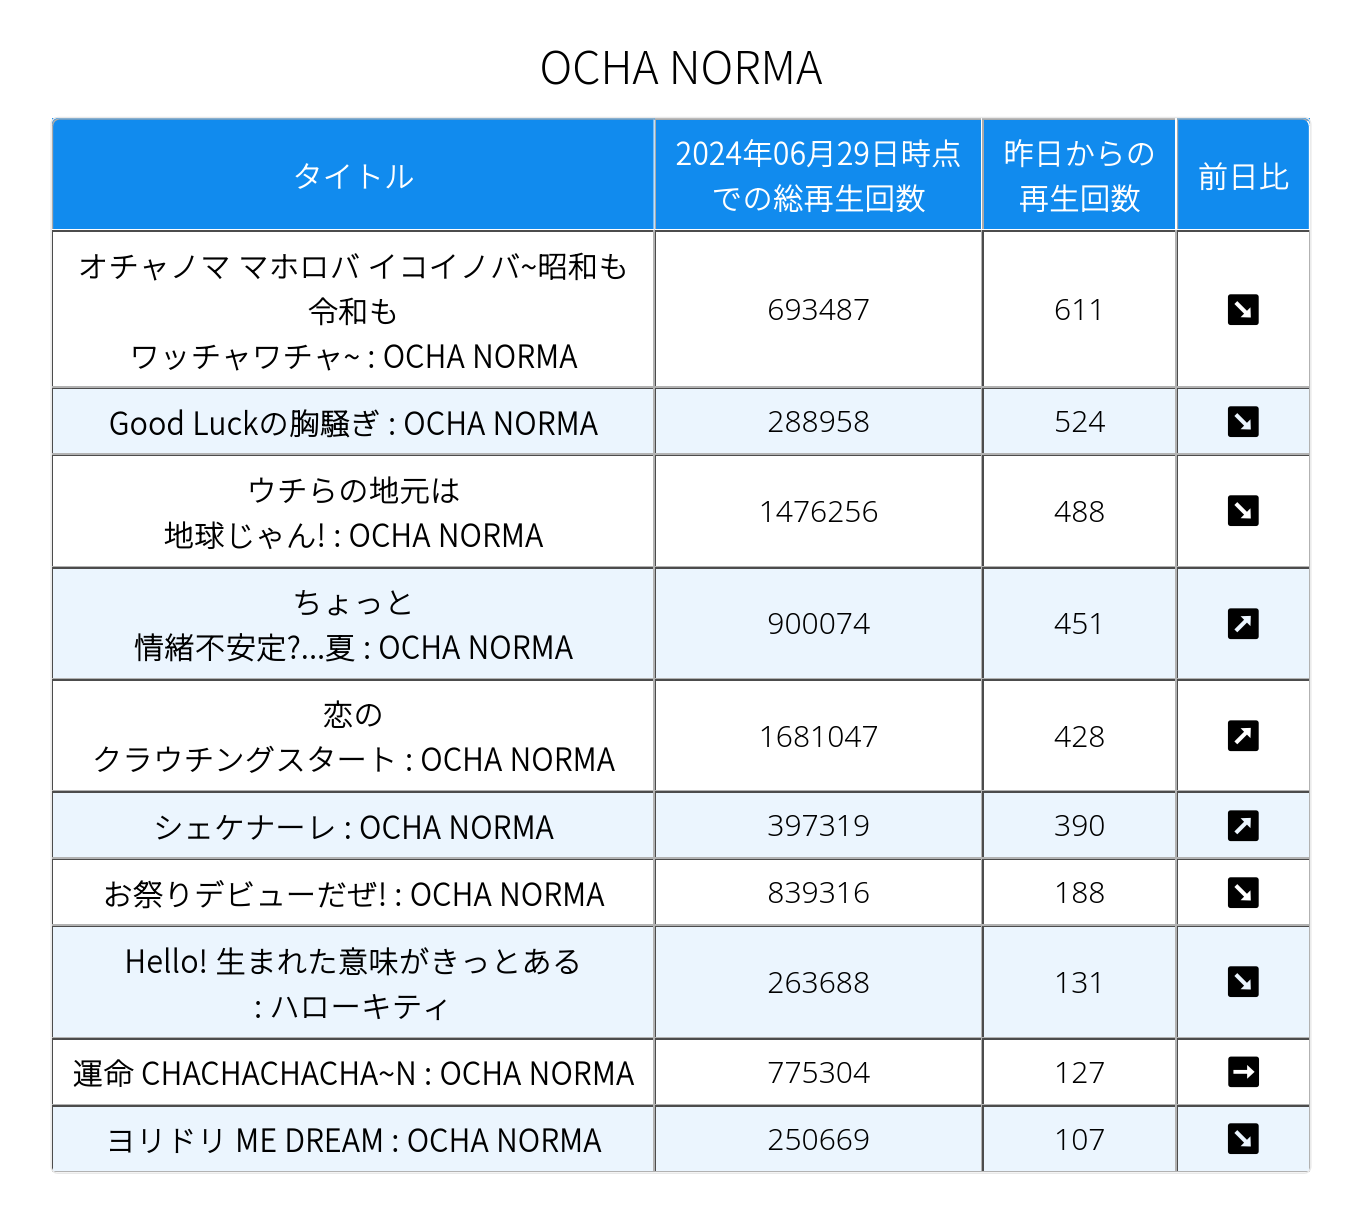 OCHA NORMA
タイトル
2024年06月29日時点
での総再生回数
昨日からの
再生回数
前日比
オチャノマ マホロバ イコイノバ~昭和も
令和も
ワッチャワチャ~ : OCHA NORMA
693487
611
↘
Good Luckの胸騒ぎ : OCHA NORMA
288958
524
↘
ウチらの地元は
地球じゃん! : OCHA NORMA
1476256
488
↘
ちょっと
情緒不安定?...夏 : OCHA NORMA
900074
451
↗
恋の
クラウチングスタート : OCHA NORMA
1681047
428
↗
シェケナーレ : OCHA NORMA
397319
390
↗
お祭りデビューだぜ! : OCHA NORMA
839316
188
↘
Hello! 生まれた意味がきっとある
: ハローキティ
263688
131
↘
運命 CHACHACHACHA~N : OCHA NORMA
775304
127
→
ヨリドリ ME DREAM : OCHA NORMA
250669
107
↘